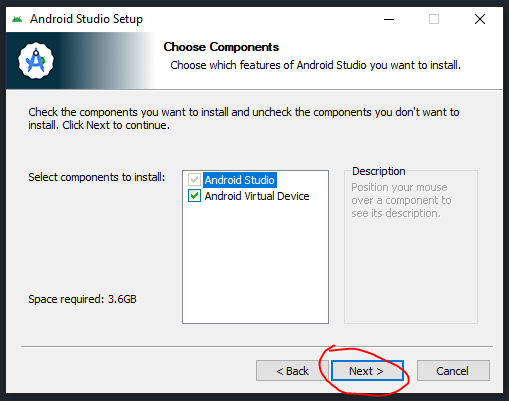 Android Studio Setup
Choose Components
Choose which features of Android Studio you want to install.
Check the components you want to install and uncheck the components you don't want to
install. Click Next to continue.
Select components to install:
Android Studio
Android Virtual Device
Description
Position your mouse
over a component to
see its description.
Space required: 3.6GB
< Back
Next >
Cancel